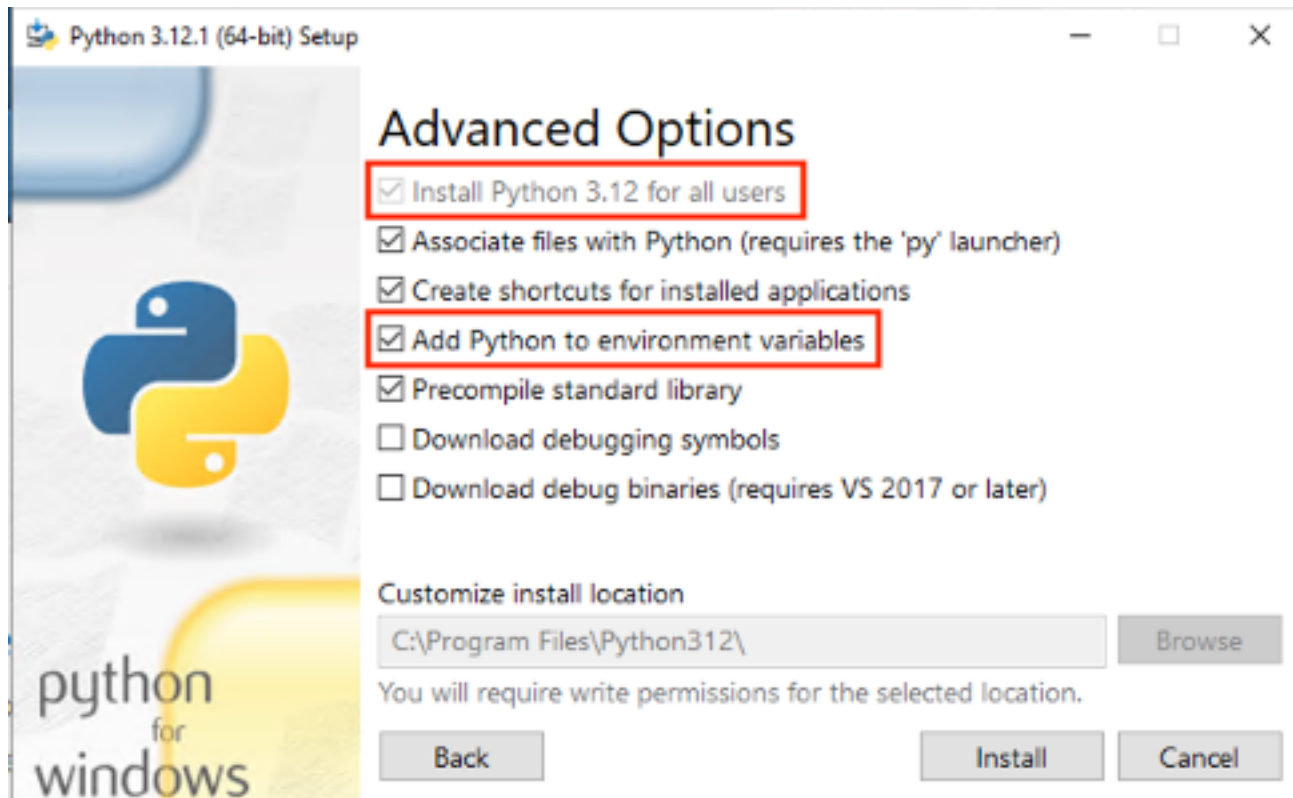 Python 3.12.1 (64-bit) Setup
Advanced Options
Install Python 3.12 for all users
Associate files with Python (requires the 'py' launcher)
Create shortcuts for installed applications
Add Python to environment variables
Precompile standard library
Download debugging symbols
Download debug binaries (requires VS 2017 or later)
Customize install location
C:\Program Files\Python312\
Browse
You will require write permissions for the selected location.
python
for
windows
Back
Install
Cancel